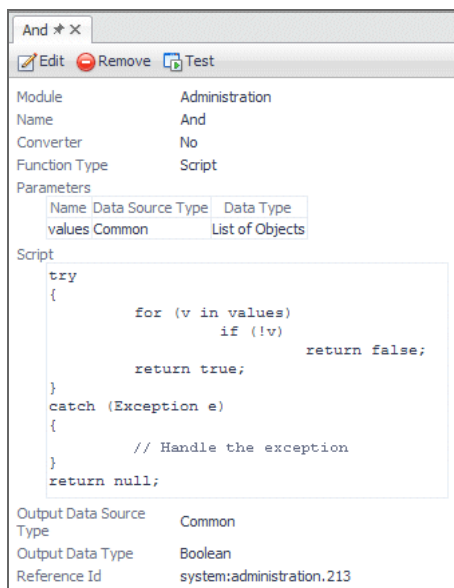 And
Edit Remove Test
Module Administration
Name And
Converter No
Function Type Script
Parameters
Name Data Source Type Data Type
values Common List of Objects
Script
try
{
for (v in values)
if (!v)
return false;
return true;
}
catch (Exception e)
{
// Handle the exception
}
return null;
Output Data Source
Type Common
Output Data Type Boolean
Reference Id system:administration.213